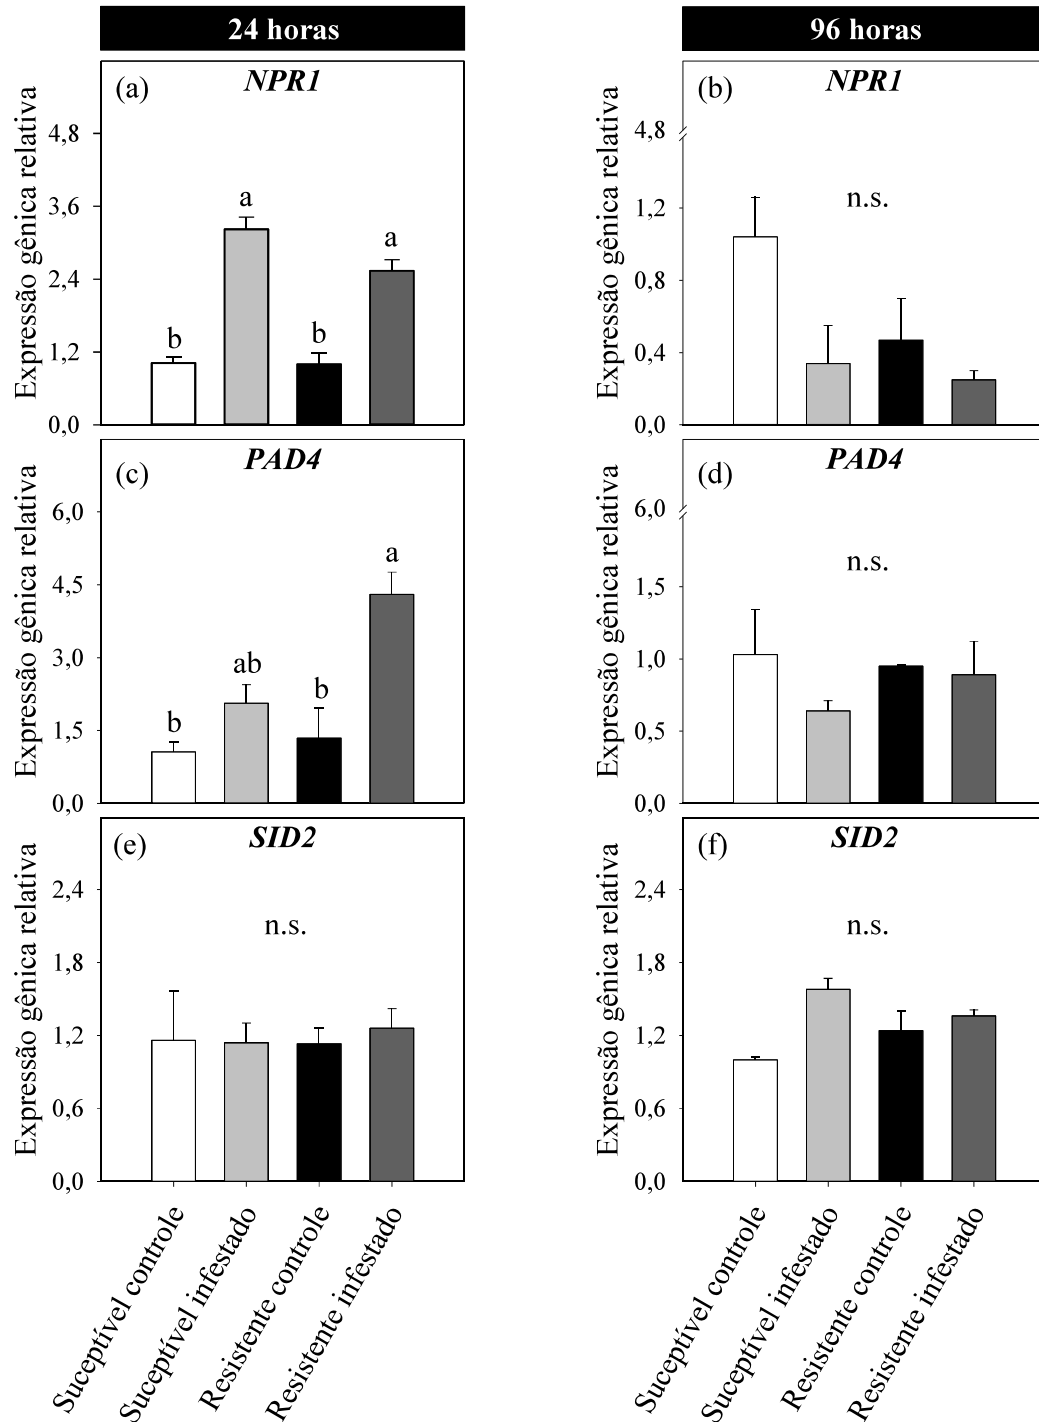 24 horas
96 horas
(a)
NPR1
Expressão gênica relativa
4,8
3,6
2,4
1,2
0,0
b
a
b
a
(b)
NPR1
Expressão gênica relativa
4,8
1,2
0,8
0,4
0,0
n.s.
(c)
PAD4
Expressão gênica relativa
6,0
4,5
3,0
1,5
0,0
b
ab
b
a
(d)
PAD4
Expressão gênica relativa
6,0
1,5
1,0
0,5
0,0
n.s.
(e)
SID2
Expressão gênica relativa
2,4
1,8
1,2
0,6
0,0
n.s.
(f)
SID2
Expressão gênica relativa
2,4
1,8
1,2
0,6
0,0
n.s.
Suceptível controle
Suceptível infestado
Resistente controle
Resistente infestado
Suceptível controle
Suceptível infestado
Resistente controle
Resistente infestado